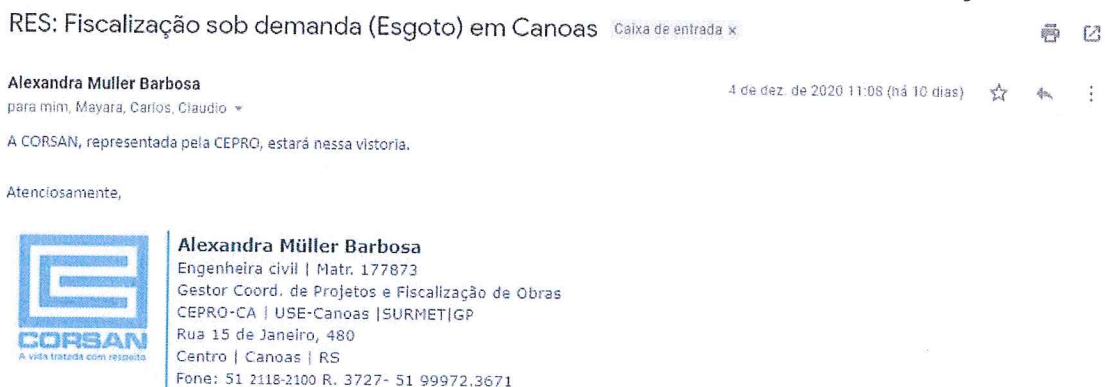 RES: Fiscalização sob demanda (Esgoto) em Canoas Caixa de entrada x
Alexandra Muller Barbosa
4 de dez. de 2020 11:08 (há 10 dias)
para mim, Mayara, Carlos, Claudio
A CORSAN, representada pela CEPRO, estará nessa vistoria.
Atenciosamente,
CORSAN
A vida tratada com respeito
Alexandra Müller Barbosa
Engenheira civil | Matr. 177873
Gestor Coord. de Projetos e Fiscalização de Obras
CEPRO-CA | USE-Canoas |SURMET|GP
Rua 15 de Janeiro, 480
Centro | Canoas | RS
Fone: 51 2118-2100 R. 3727- 51 99972.3671